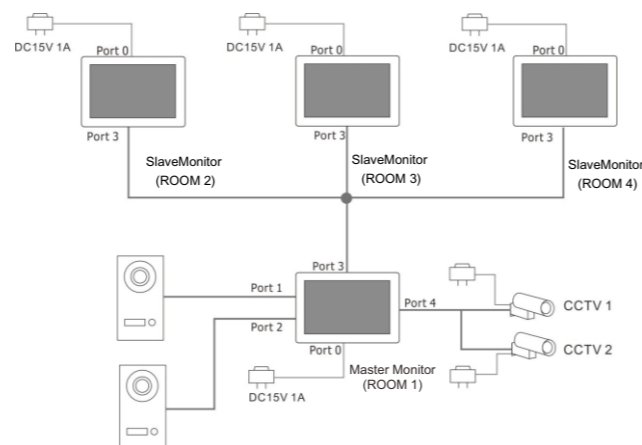 Port 0
DC15V 1A
Port 3
SlaveMonitor
(ROOM 2)
Port 0
DC15V 1A
Port 3
SlaveMonitor
(ROOM 3)
Port 0
DC15V 1A
Port 3
SlaveMonitor
(ROOM 4)
Port 3
Port 1
Port 2
Port 4
Port 0
CCTV 1
CCTV 2
Master Monitor
(ROOM 1)
DC15V 1A